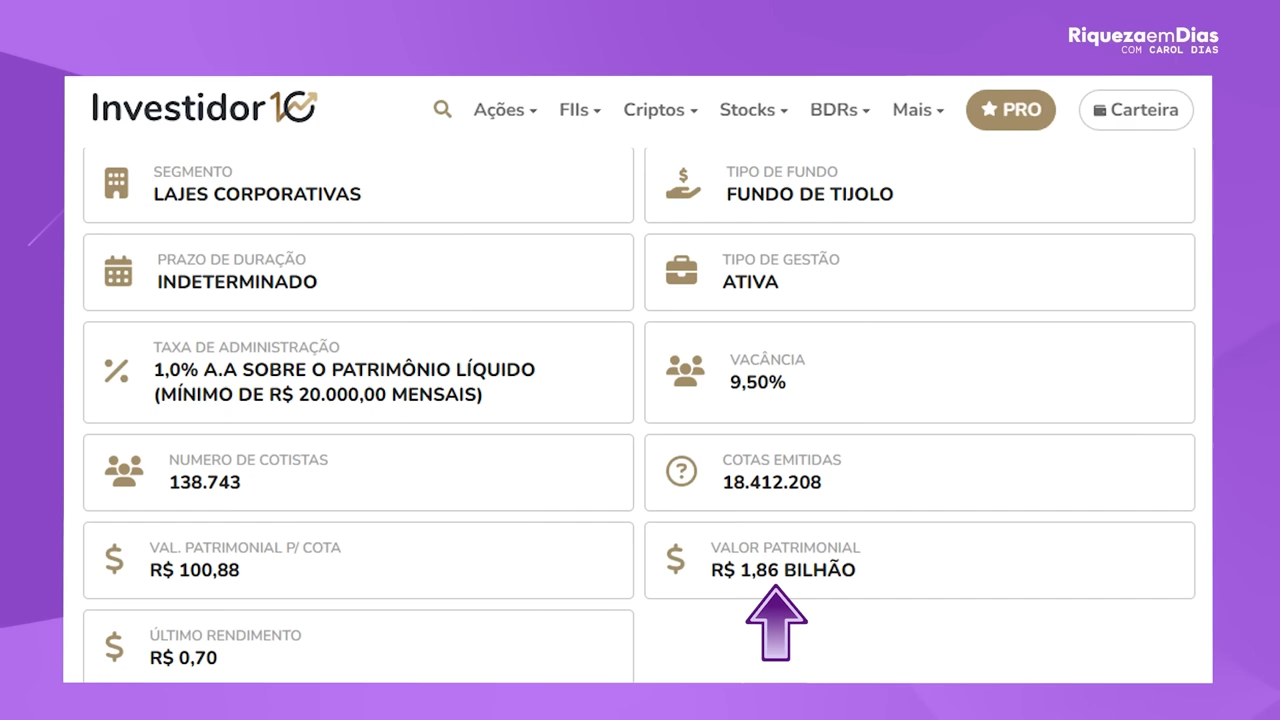 RiquezaemDias
COM CAROL DIAS
Investidor10
Ações
FIIs
Criptos
Stocks
BDRs
Mais
PRO
Carteira
SEGMENTO
LAJES CORPORATIVAS
TIPO DE FUNDO
FUNDO DE TIJOLO
PRAZO DE DURAÇÃO
INDETERMINADO
TIPO DE GESTÃO
ATIVA
TAXA DE ADMINISTRAÇÃO
1,0% A.A SOBRE O PATRIMÔNIO LÍQUIDO
(MÍNIMO DE R$ 20.000,00 MENSAIS)
VACÂNCIA
9,50%
NUMERO DE COTISTAS
138.743
COTAS EMITIDAS
18.412.208
VAL. PATRIMONIAL P/ COTA
R$ 100,88
VALOR PATRIMONIAL
R$ 1,86 BILHÃO
ÚLTIMO RENDIMENTO
R$ 0,70